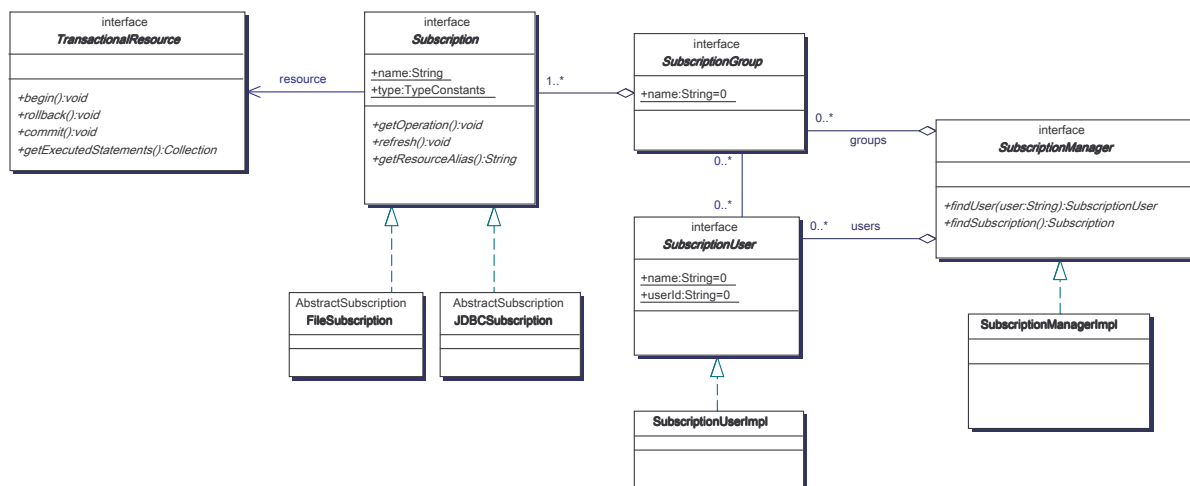 interface
TransactionalResource
+begin():void
+rollback():void
+commit():void
+getExecutedStatements():Collection
resource
interface
Subscription
+name:String
+type:TypeConstants
+getOperation():void
+refresh():void
+getResourceAlias():String
1..*
interface
SubscriptionGroup
+name:String=0
0..*
groups
interface
SubscriptionManager
+findUser(user:String):SubscriptionUser
+findSubscription():Subscription
0..*
0..*
interface
SubscriptionUser
+name:String=0
+userId:String=0
0..*
users
AbstractSubscription
FileSubscription
AbstractSubscription
JDBCSubscription
SubscriptionManagerImpl
SubscriptionUserImpl